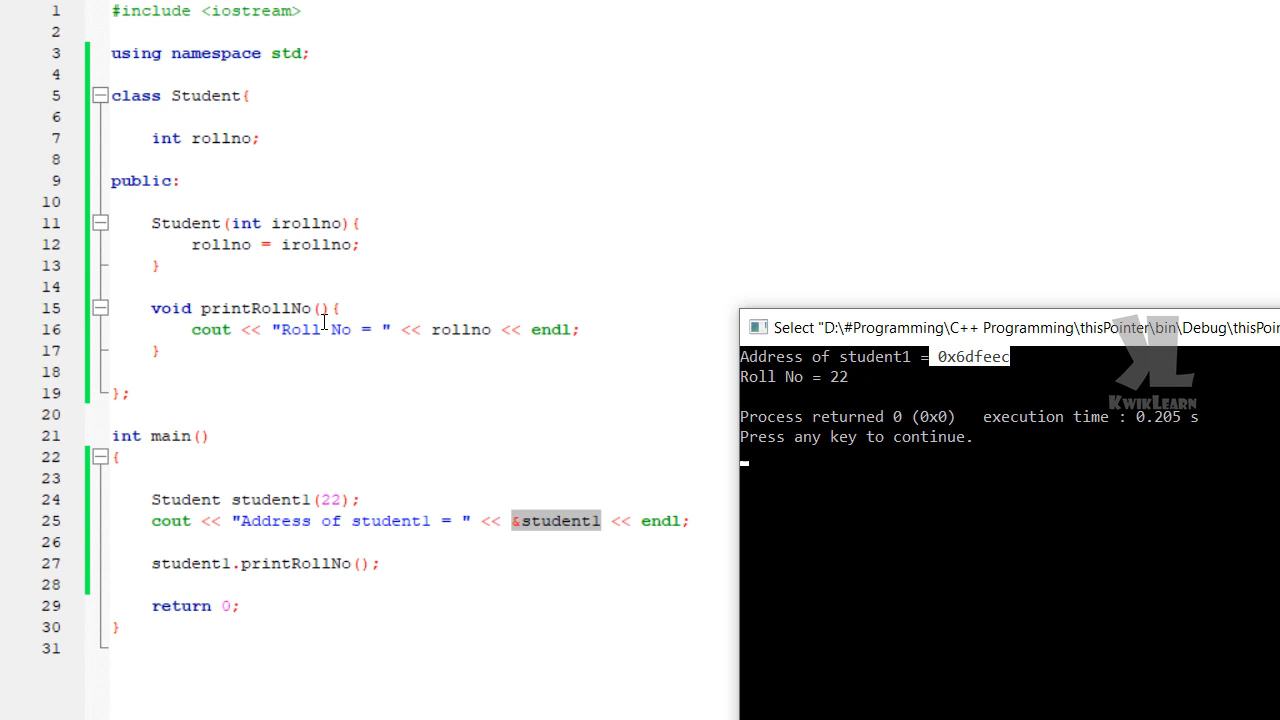 1 #include <iostream>
2
3 using namespace std;
4
5 class Student{
6
7 int rollno;
8
9 public:
10
11 Student(int irollno){
12 rollno = irollno;
13 }
14
15 void printRollNo(){
16 cout << "Roll No = " << rollno << endl;
17 }
18
19 };
20
21 int main()
22 {
23
24 Student student1(22);
25 cout << "Address of student1 = " << &student1 << endl;
26
27 student1.printRollNo();
28
29 return 0;
30 }
31
Select "D:\#Programming\C++ Programming\thisPointer\bin\Debug\thisPoin
Address of student1 = 0x6dfeec
Roll No = 22
Process returned 0 (0x0) execution time : 0.205 s
Press any key to continue.
KL
KWIKLEARN